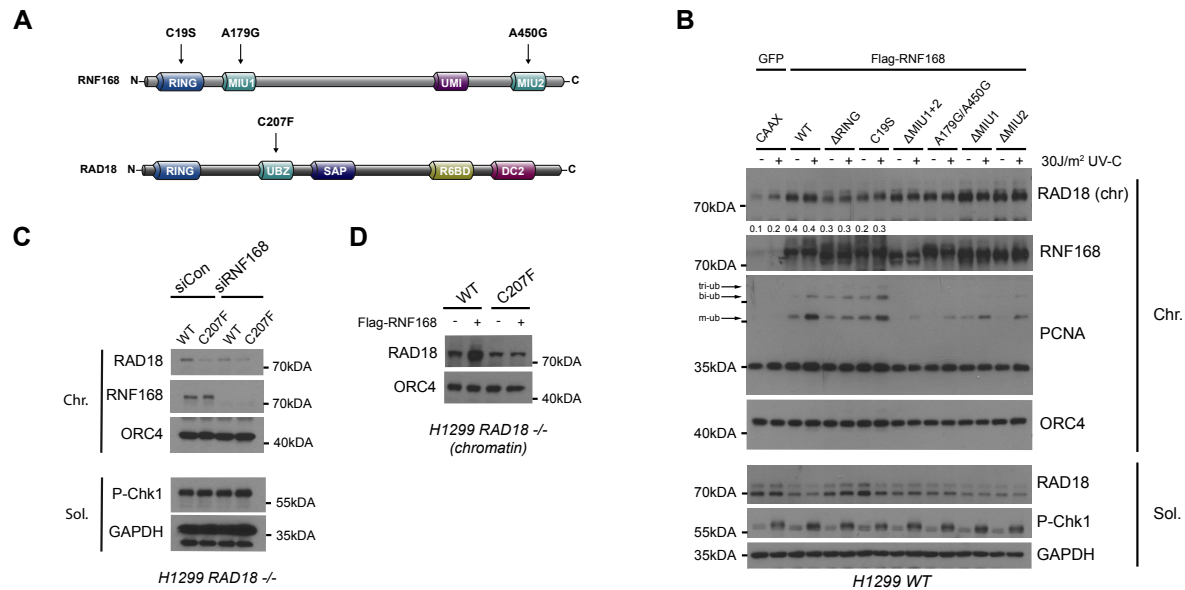 A
C19S A179G A450G
RNF168 N- RING MIU1 UMI MIU2 -C
C207F
RAD18 N- RING UBZ SAP R6BD DC2 -C
B
GFP Flag-RNF168
CAAX WT ΔRING C19S ΔMIU1+2 A179G/A450G ΔMIU1 ΔMIU2
- + - + - + - + - + - + - + - + 30J/m² UV-C
70kDA RAD18 (chr)
0.1 0.2 0.4 0.4 0.3 0.3 0.2 0.3
70kDA RNF168
tri-ub
bi-ub
m-ub
PCNA
35kDA
ORC4
40kDA
Chr.
RAD18
70kDA
P-Chk1
55kDA
35kDA GAPDH
Sol.
H1299 WT
C
siCon siRNF168
WT C207F WT C207F
RAD18
70kDA
RNF168
70kDA
Chr.
ORC4
40kDA
P-Chk1
55kDA
Sol.
GAPDH
35kDA
H1299 RAD18 -/-
D
WT C207F
Flag-RNF168 - + - +
RAD18
70kDA
ORC4
40kDA
H1299 RAD18 -/-
(chromatin)